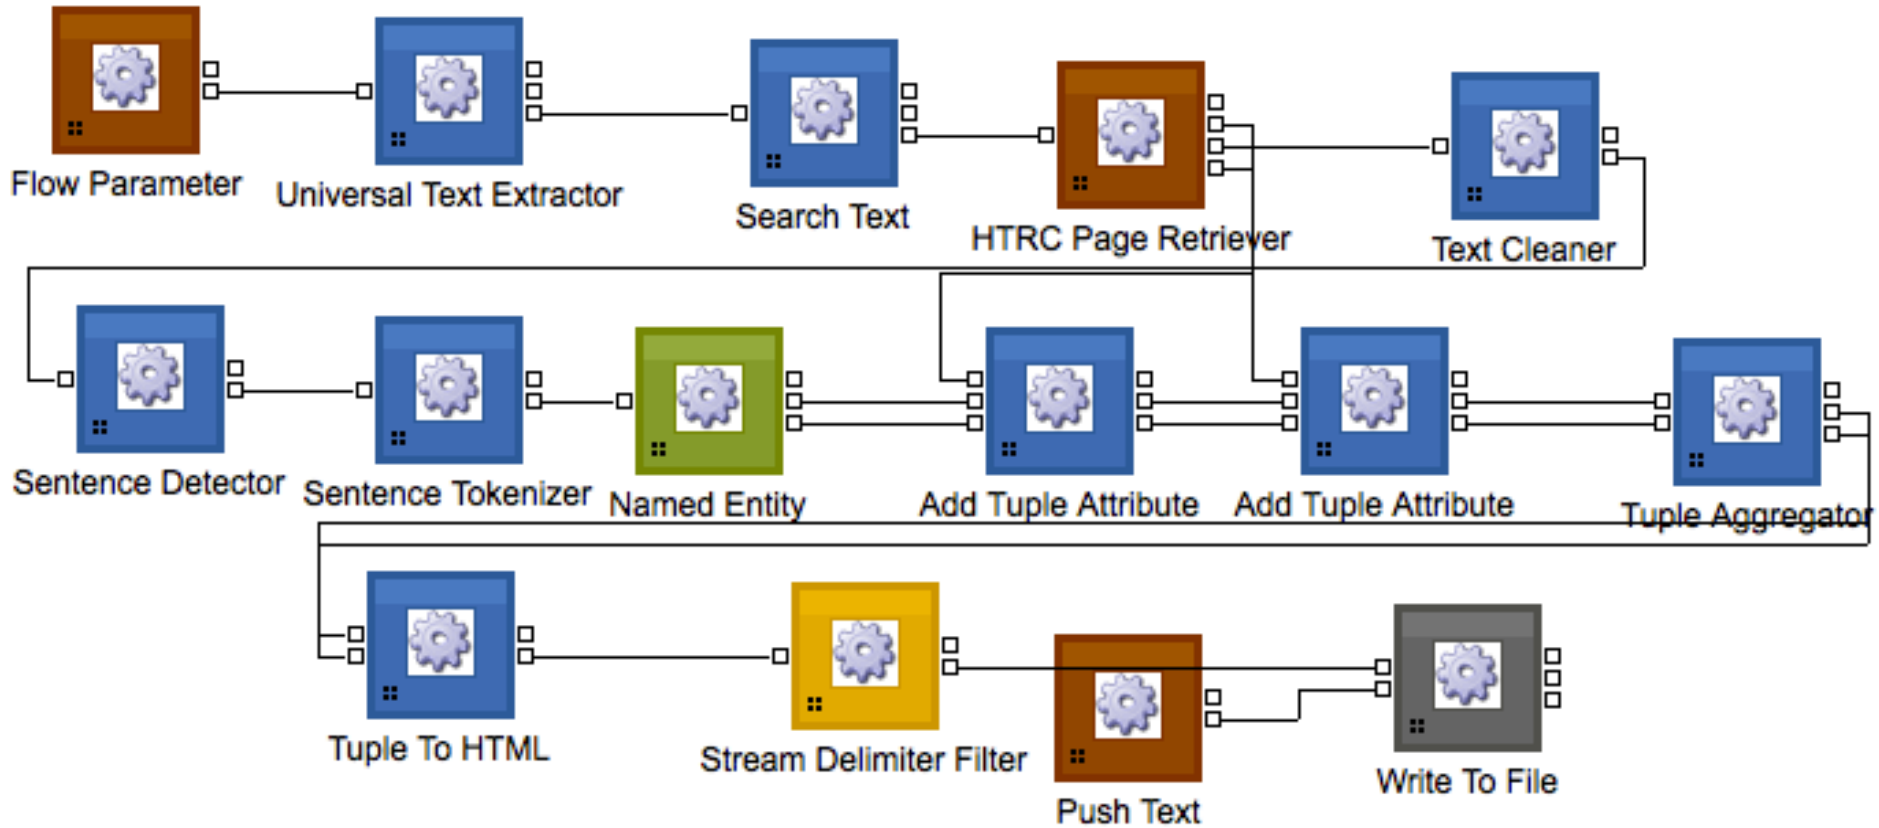 Flow Parameter
Universal Text Extractor
Search Text
HTRC Page Retriever
Text Cleaner
Sentence Detector
Sentence Tokenizer
Named Entity
Add Tuple Attribute
Add Tuple Attribute
Tuple Aggregator
Tuple To HTML
Stream Delimiter Filter
Push Text
Write To File